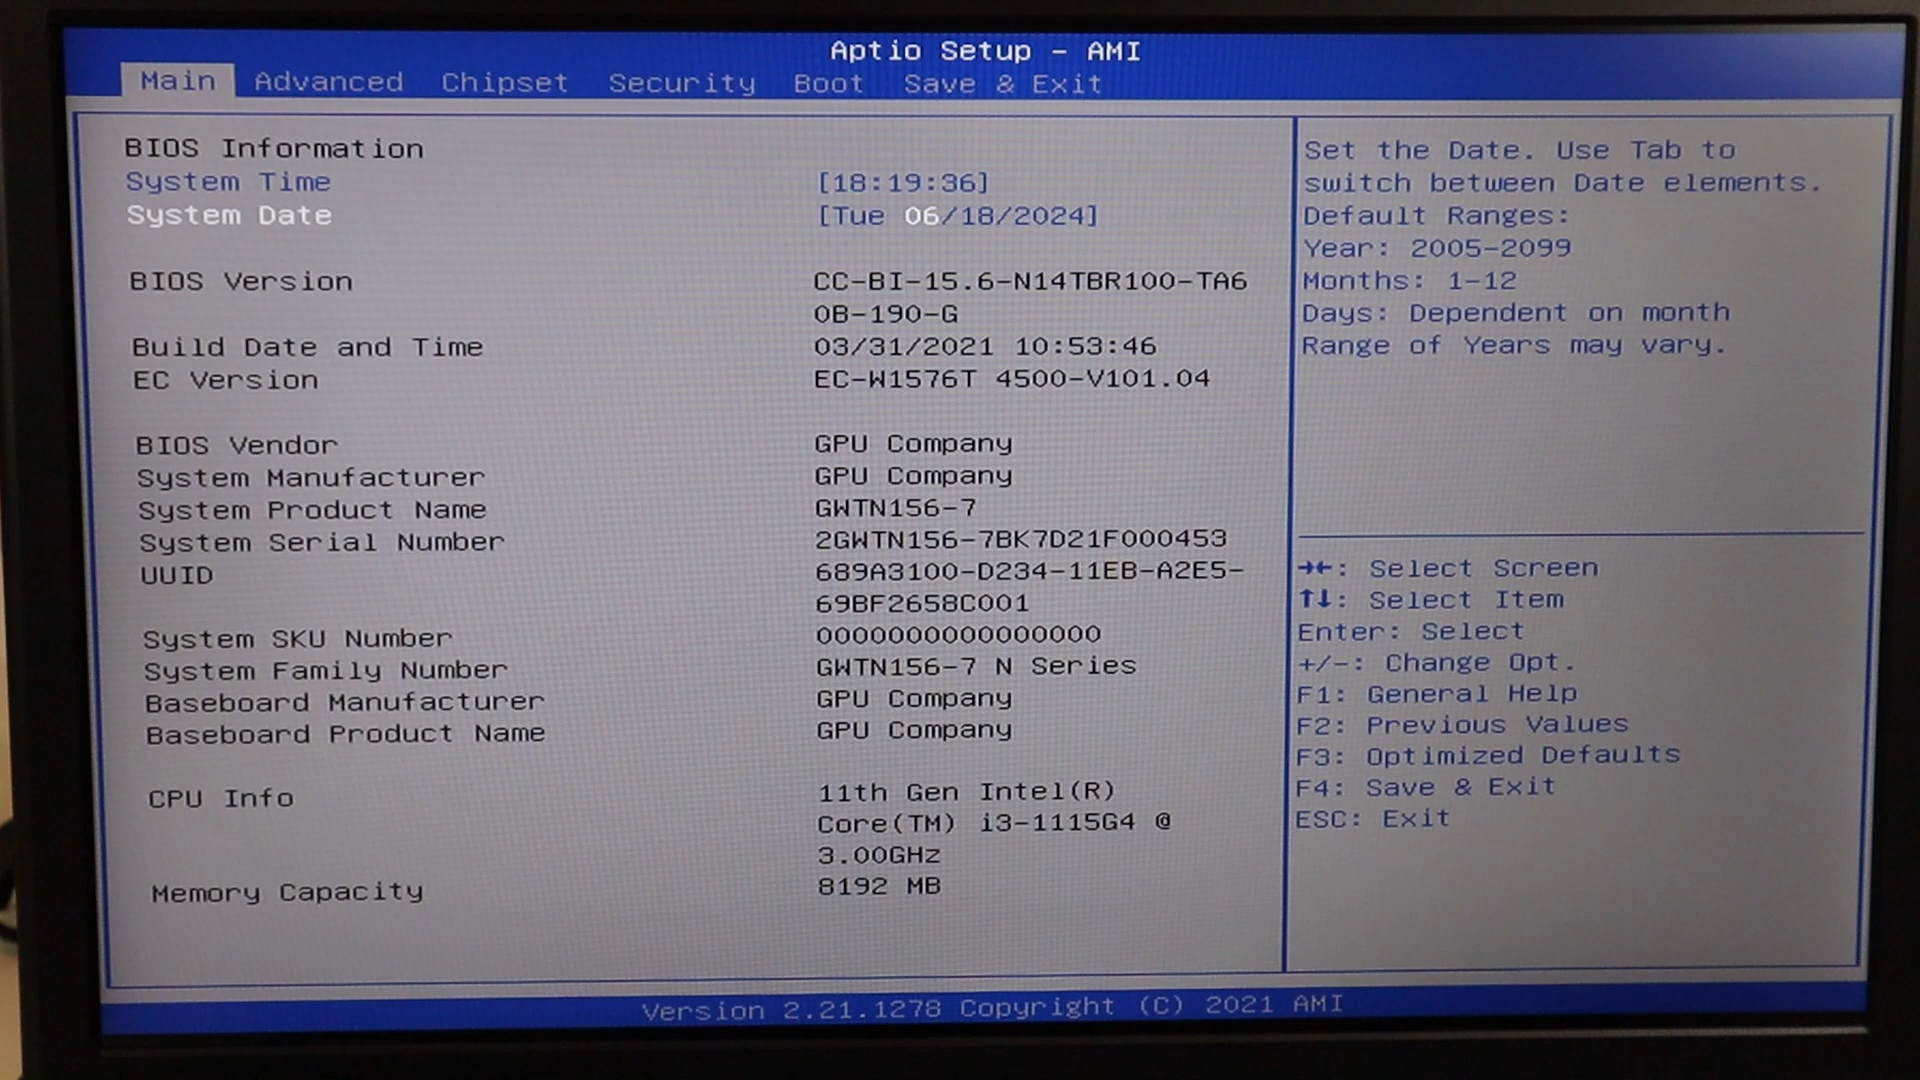 Aptio Setup - AMI
Main Advanced Chipset Security Boot Save & Exit
BIOS Information
System Time [18:19:36]
System Date [Tue 06/18/2024]
BIOS Version CC-BI-15.6-N14TBR100-TA6
0B-190-G
Build Date and Time 03/31/2021 10:53:46
EC Version EC-W1576T 4500-V101.04
BIOS Vendor GPU Company
System Manufacturer GPU Company
System Product Name GWTN156-7
System Serial Number 2GWTN156-7BK7D21F000453
UUID 689A3100-D234-11EB-A2E5-
69BF2658C001
System SKU Number 0000000000000000
System Family Number GWTN156-7 N Series
Baseboard Manufacturer GPU Company
Baseboard Product Name GPU Company
CPU Info 11th Gen Intel(R)
Core(TM) i3-1115G4 @
3.00GHz
Memory Capacity 8192 MB
Set the Date. Use Tab to
switch between Date elements.
Default Ranges:
Year: 2005-2099
Months: 1-12
Days: Dependent on month
Range of Years may vary.
→←: Select Screen
↑↓: Select Item
Enter: Select
+/-: Change Opt.
F1: General Help
F2: Previous Values
F3: Optimized Defaults
F4: Save & Exit
ESC: Exit
Version 2.21.1278 Copyright (C) 2021 AMI